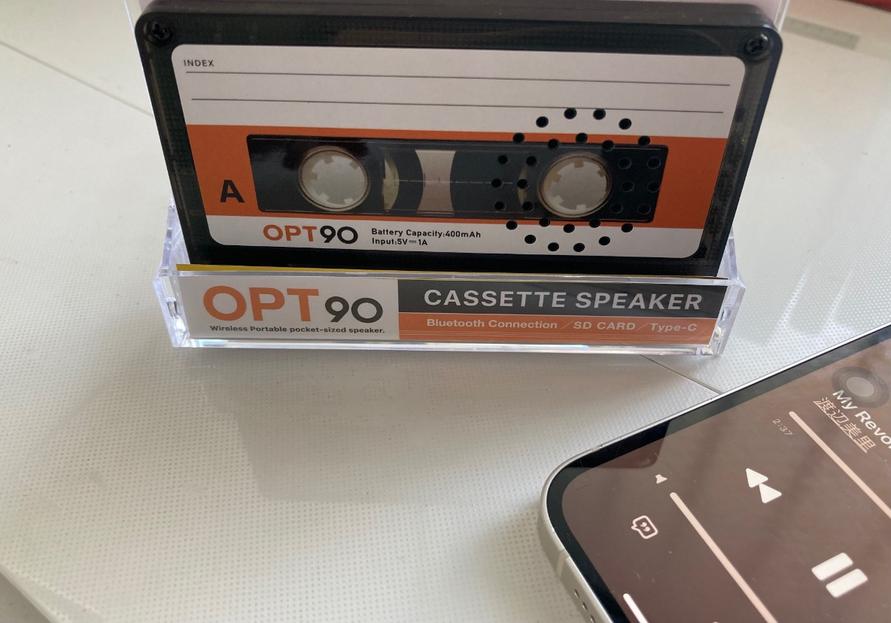 INDEX
A
OPT90
Battery Capacity:400mAh
Input:5V⎓1A
OPT90
Wireless Portable pocket-sized speaker.
CASSETTE SPEAKER
Bluetooth Connection / SD CARD / Type-C
My Revo
渡辺美里
2:37